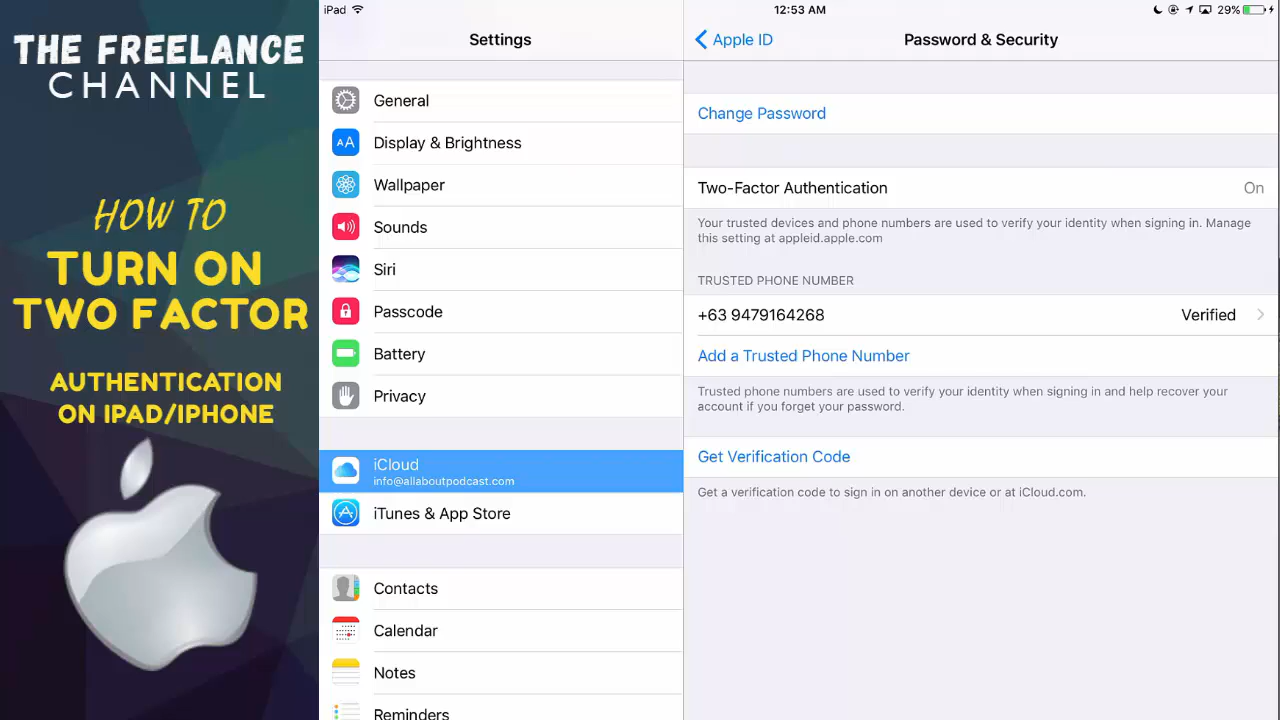 THE FREELANCE
CHANNEL
HOW TO
TURN ON
TWO FACTOR
AUTHENTICATION
ON IPAD/IPHONE
iPad
12:53 AM
29%
Settings
General
Display & Brightness
AA
Wallpaper
Sounds
Siri
Passcode
Battery
Privacy
iCloud
info@allaboutpodcast.com
iTunes & App Store
Contacts
Calendar
Notes
Reminders
Apple ID
Password & Security
Change Password
Two-Factor Authentication On
Your trusted devices and phone numbers are used to verify your identity when signing in. Manage
this setting at appleid.apple.com
TRUSTED PHONE NUMBER
+63 9479164268 Verified
Add a Trusted Phone Number
Trusted phone numbers are used to verify your identity when signing in and help recover your
account if you forget your password.
Get Verification Code
Get a verification code to sign in on another device or at iCloud.com.